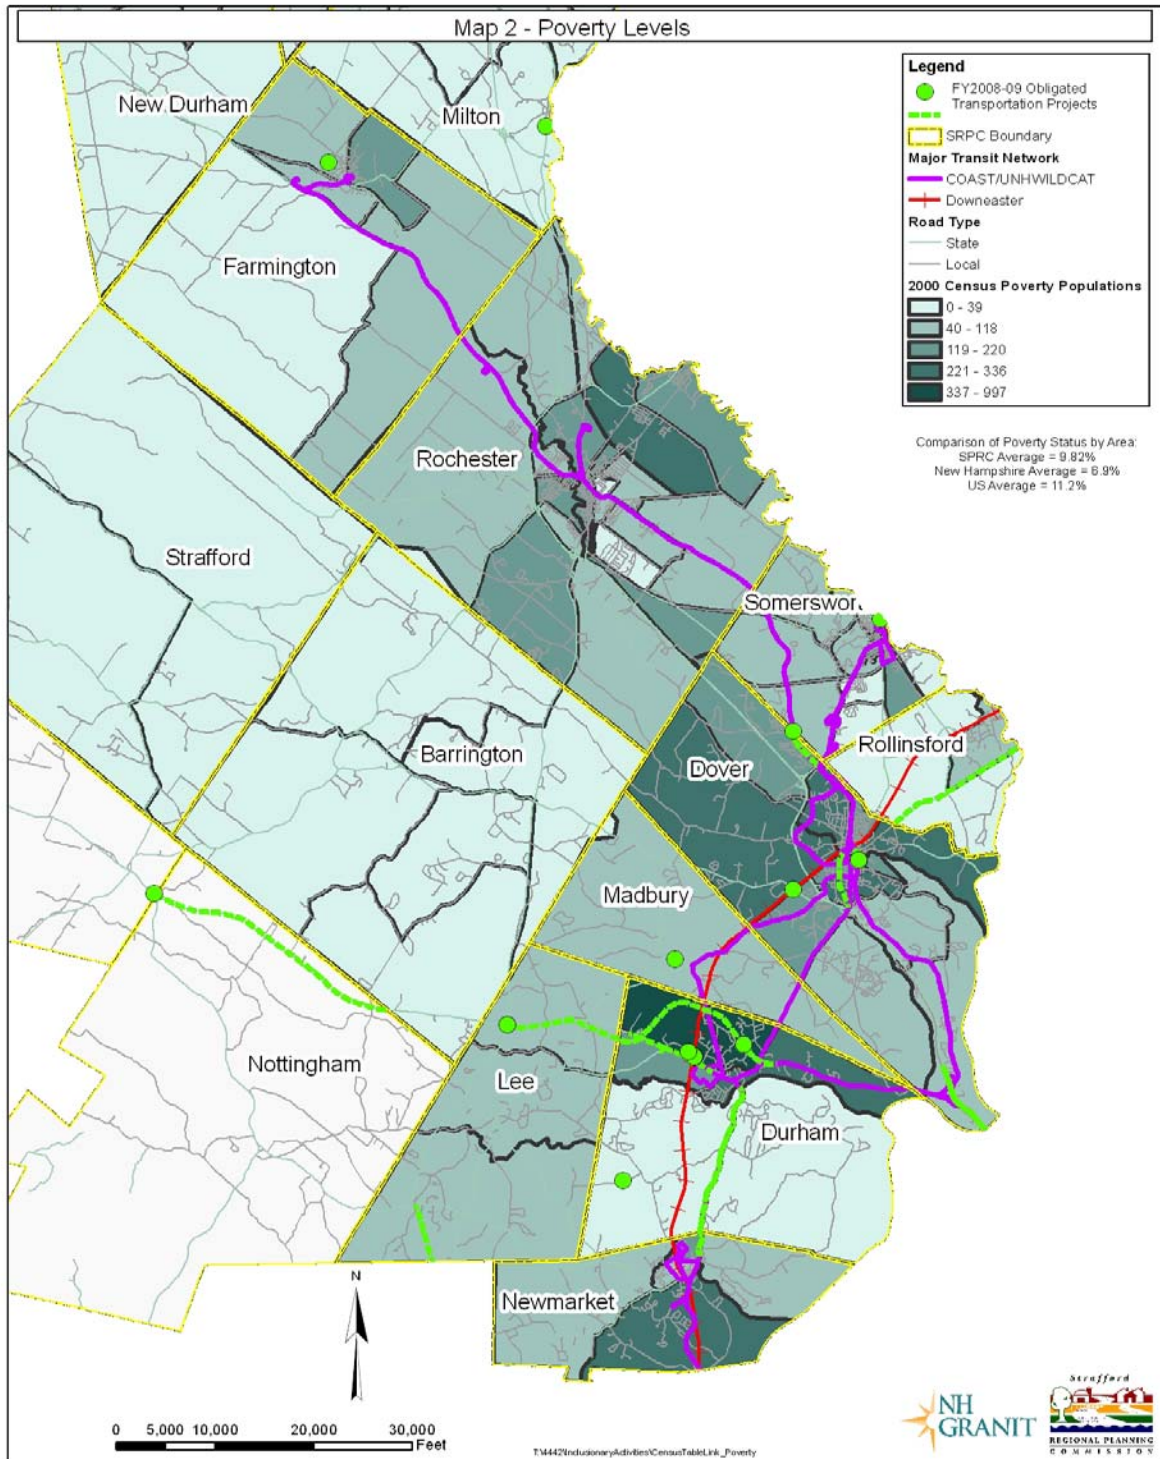 Map 2 - Poverty Levels
Legend
FY2008-09 Obligated
Transportation Projects
SRPC Boundary
Major Transit Network
COAST/UNHWILDCAT
Downeaster
Road Type
State
Local
2000 Census Poverty Populations
0 - 39
40 - 118
119 - 220
221 - 336
337 - 997
Comparison of Poverty Status by Area:
SPRC Average = 9.82%
New Hampshire Average = 6.9%
US Average = 11.2%
New Durham
Milton
Farmington
Rochester
Strafford
Somerswor
Rollinsford
Barrington
Dover
Madbury
Nottingham
Lee
Durham
Newmarket
N
0 5,000 10,000 20,000 30,000
Feet
T:\4442\InclusionaryActivities\CensusTableLink_Poverty
NH
GRANIT
Strafford
REGIONAL PLANNING
COMMISSION